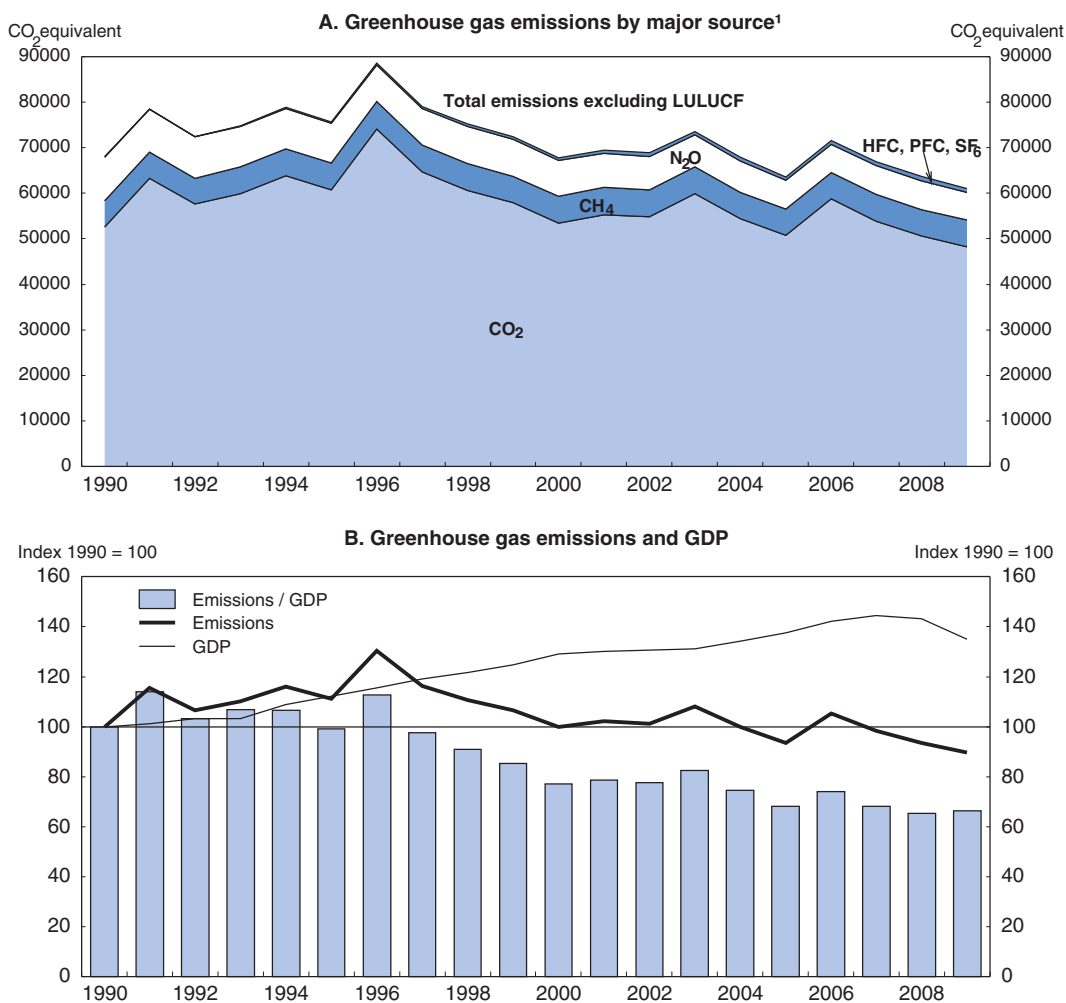 A. Greenhouse gas emissions by major source¹
CO₂ equivalent CO₂ equivalent
90000 90000
80000 80000
Total emissions excluding LULUCF
70000 70000
HFC, PFC, SF₆
N₂O
60000 60000
CH₄
50000 50000
40000 40000
CO₂
30000 30000
20000 20000
10000 10000
0 0
1990 1992 1994 1996 1998 2000 2002 2004 2006 2008
B. Greenhouse gas emissions and GDP
Index 1990 = 100 Index 1990 = 100
160 160
Emissions / GDP
Emissions
140 140
GDP
120 120
100 100
80 80
60 60
40 40
20 20
0 0
1990 1992 1994 1996 1998 2000 2002 2004 2006 2008